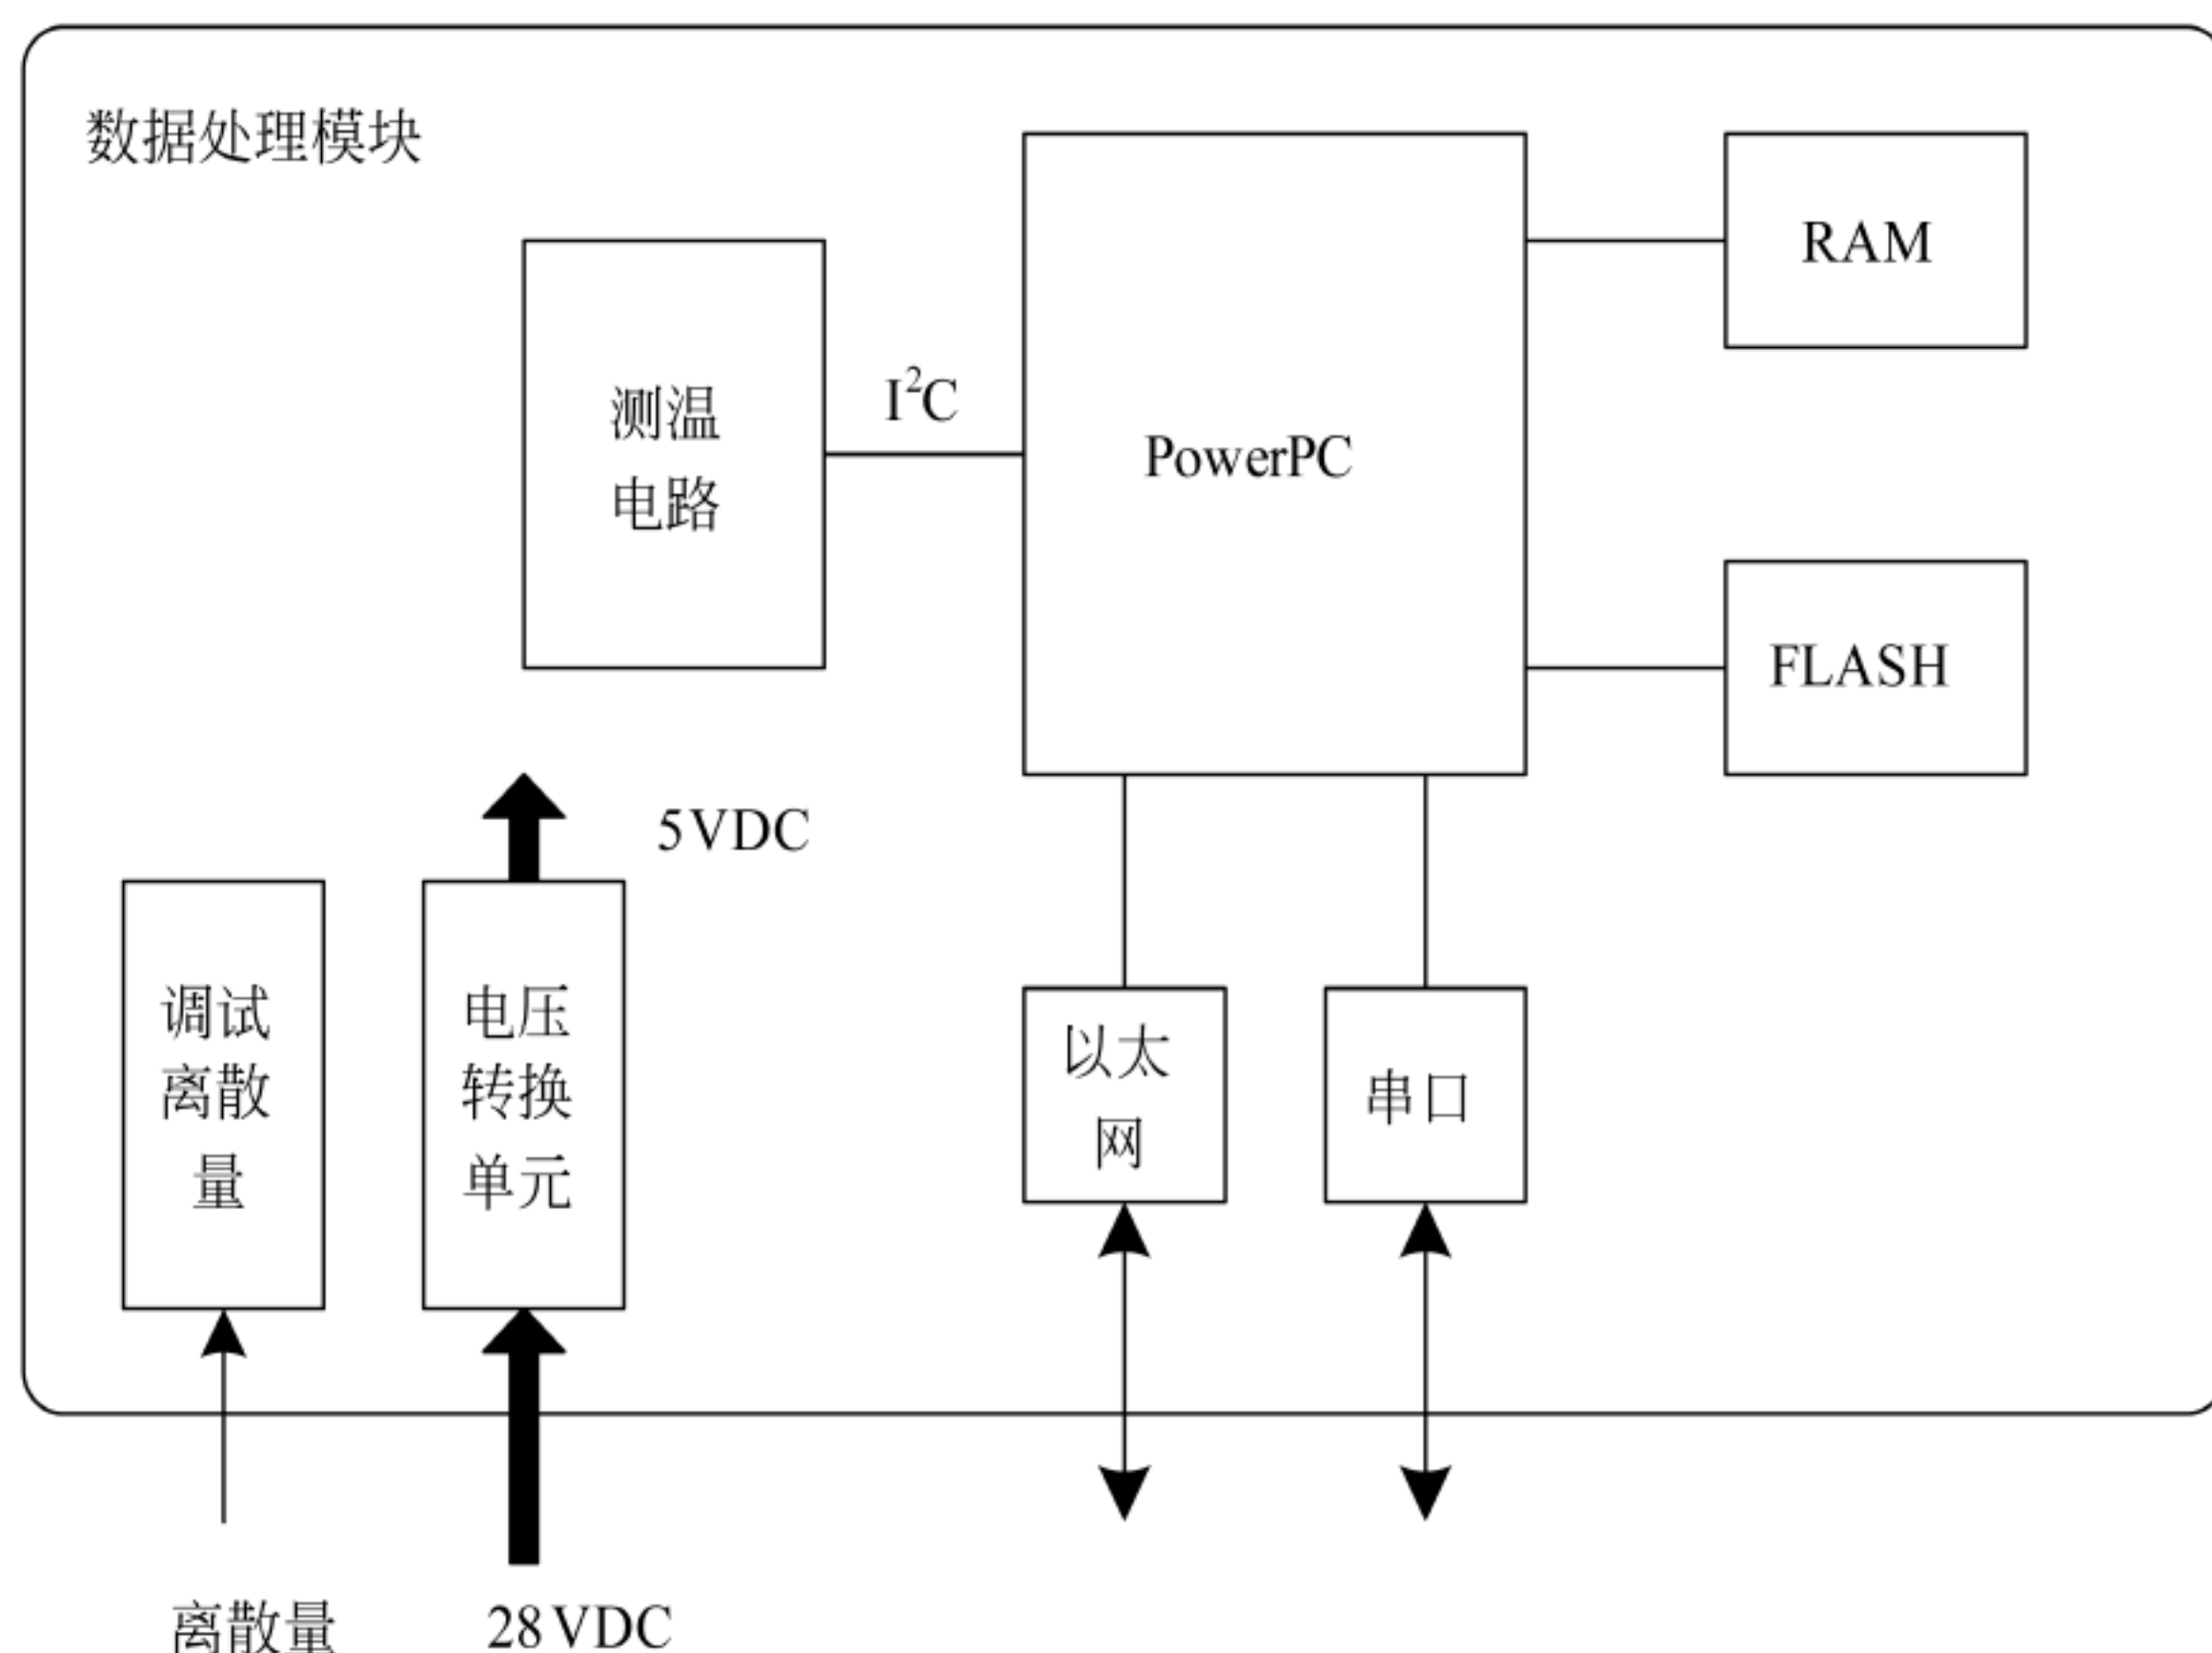 数据处理模块
RAM
测温
电路
I²C
PowerPC
FLASH
5VDC
调试
离散
量
电压
转换
单元
以太
网
串口
离散量
28VDC